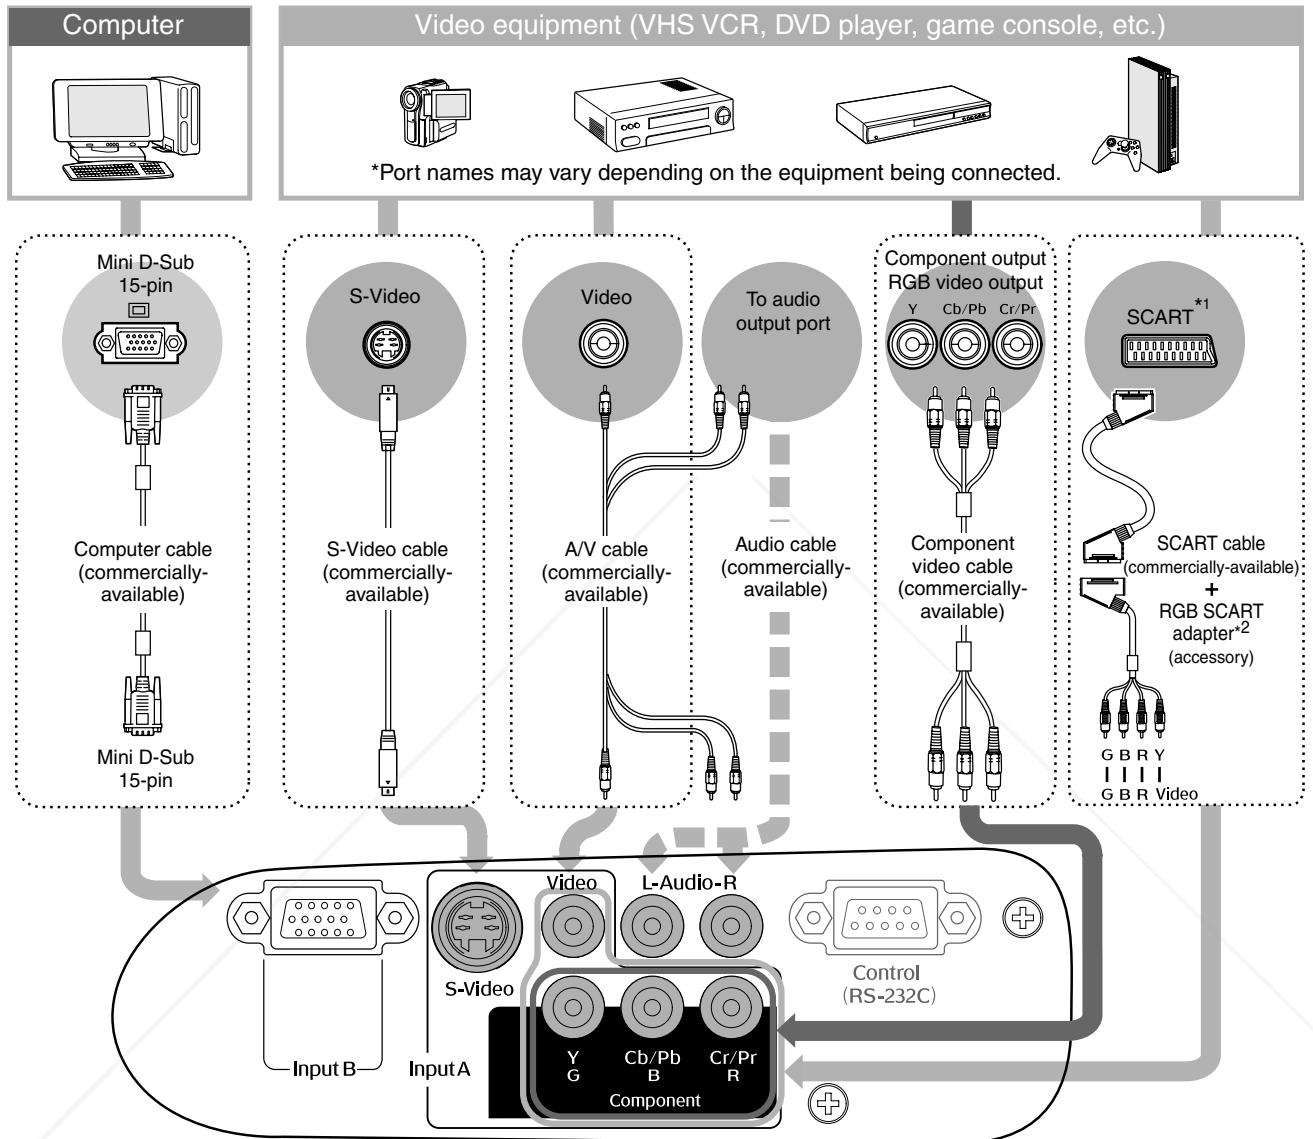 Computer
Video equipment (VHS VCR, DVD player, game console, etc.)
*Port names may vary depending on the equipment being connected.
Mini D-Sub
15-pin
S-Video
Video
To audio
output port
Component output
RGB video output
Y Cb/Pb Cr/Pr
SCART*1
Computer cable
(commercially-
available)
S-Video cable
(commercially-
available)
A/V cable
(commercially-
available)
Audio cable
(commercially-
available)
Component
video cable
(commercially-
available)
SCART cable
(commercially-available)
+
RGB SCART
adapter*2
(accessory)
Mini D-Sub
15-pin
G B R Y
G B R Video
Video
L-Audio-R
S-Video
Control
(RS-232C)
Input B
Input A
Y
G
Cb/Pb
B
Cr/Pr
R
Component